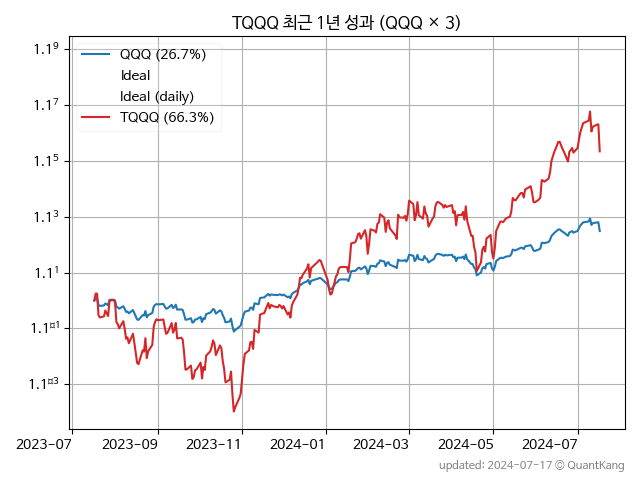 TQQQ 최근 1년 성과 (QQQ × 3)
QQQ (26.7%)
Ideal
Ideal (daily)
TQQQ (66.3%)
1.19
1.17
1.15
1.13
1.11
2023-07
2023-09
2023-11
2024-01
2024-03
2024-05
2024-07
updated: 2024-07-17 © QuantKang